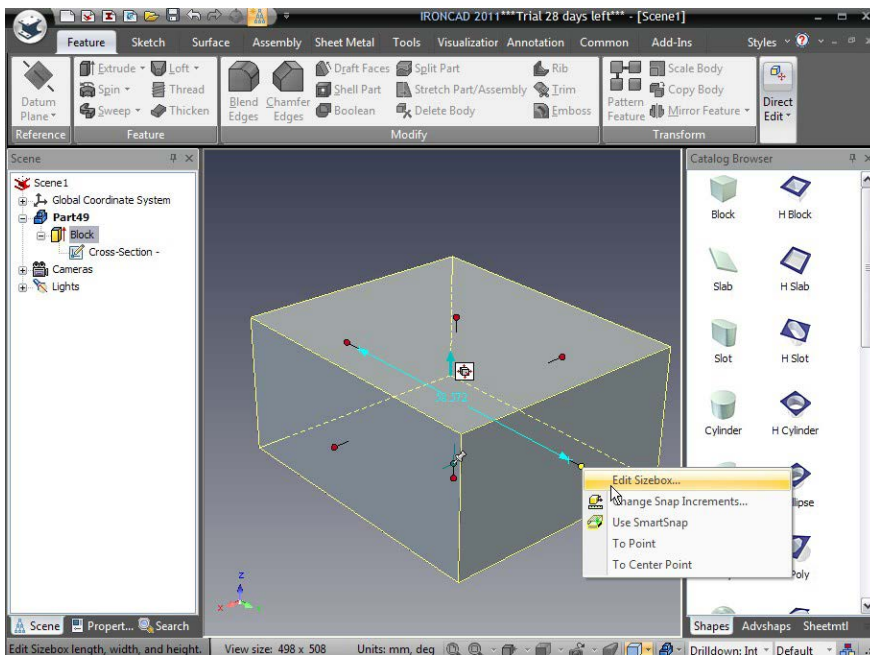 IRONCAD 2011***Trial 28 days left*** - [Scene1]
Feature Sketch Surface Assembly Sheet Metal Tools Visualizatior Annotation Common Add-Ins Styles
Extrude Loft Draft Faces Split Part Rib Scale Body
Spin Thread Shell Part Stretch Part/Assembly Trim Copy Body
Sweep Thicken Boolean Delete Body Emboss Mirror Feature
Datum Plane
Blend Edges
Chamfer Edges
Pattern Feature
Direct Edit
Reference Feature Modify Transform
Scene
Scene1
Global Coordinate System
Part49
Block
Cross-Section -
Cameras
Lights
Edit Sizebox...
Change Snap Increments...
Use SmartSnap
To Point
To Center Point
z
x
Catalog Browser
Block H Block
Slab H Slab
Slot H Slot
Cylinder H Cylinder
Poly
Scene Propert... Search
Shapes Advshaps Sheetmtl
Edit Sizebox length, width, and height. View size: 498 x 508 Units: mm, deg Drilldown: Int Default